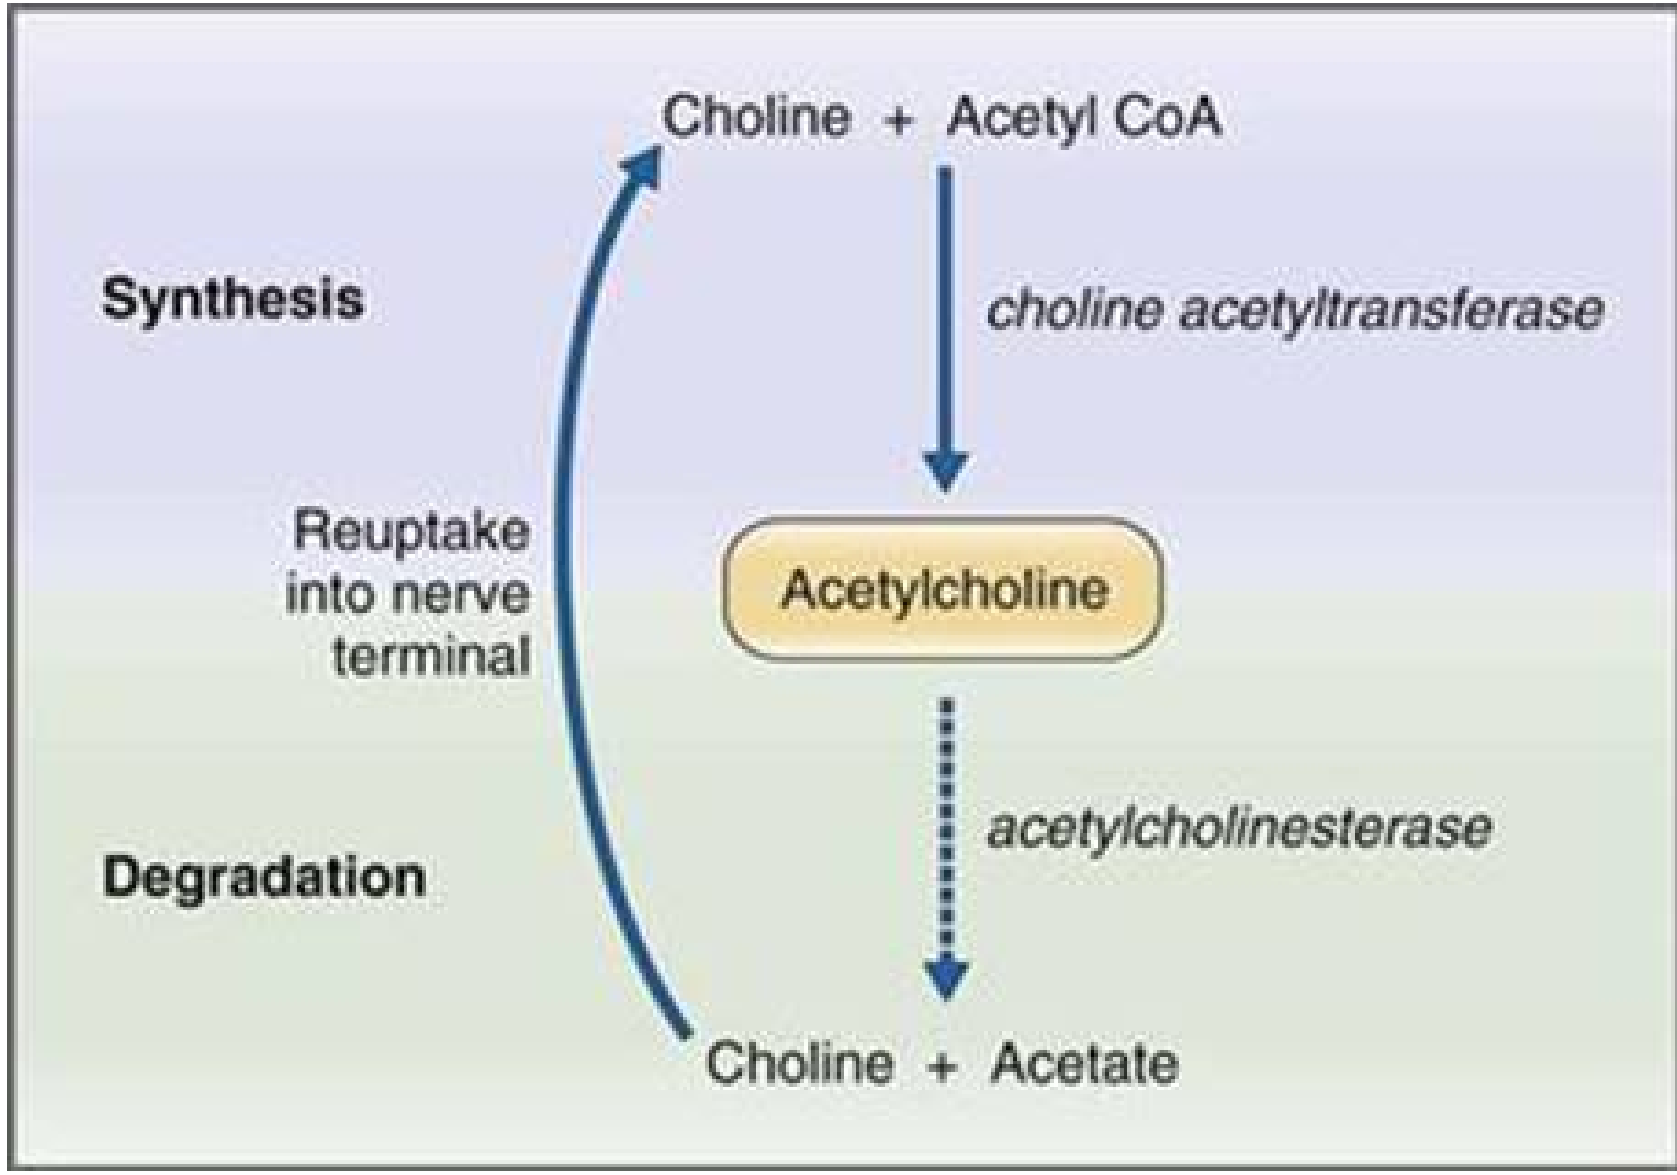 Choline + Acetyl CoA
Synthesis
choline acetyltransferase
Reuptake
into nerve
terminal
Acetylcholine
acetylcholinesterase
Degradation
Choline + Acetate